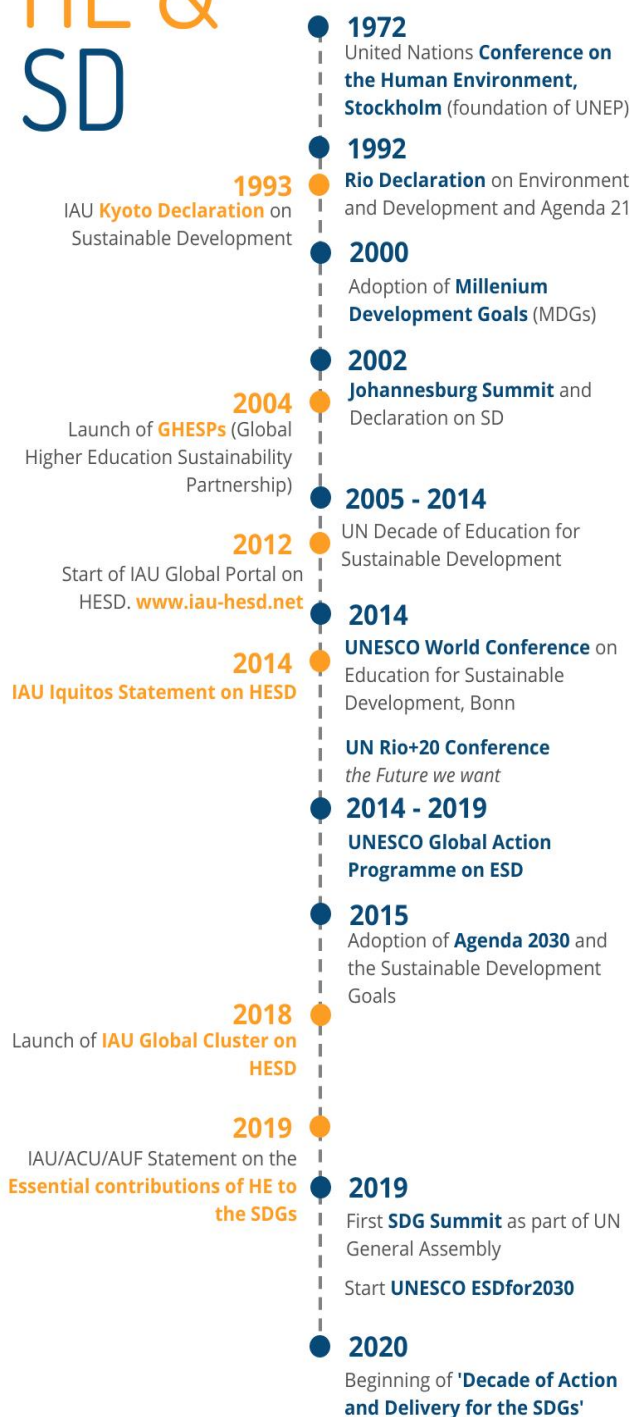 HE &
SD
1972
United Nations Conference on
the Human Environment,
Stockholm (foundation of UNEP)
1992
Rio Declaration on Environment
and Development and Agenda 21
1993
IAU Kyoto Declaration on
Sustainable Development
2000
Adoption of Millenium
Development Goals (MDGs)
2002
Johannesburg Summit and
Declaration on SD
2004
Launch of GHESPs (Global
Higher Education Sustainability
Partnership)
2005 - 2014
UN Decade of Education for
Sustainable Development
2012
Start of IAU Global Portal on
HESD. www.iau-hesd.net
2014
UNESCO World Conference on
Education for Sustainable
Development, Bonn
UN Rio+20 Conference
the Future we want
2014
IAU Iquitos Statement on HESD
2014 - 2019
UNESCO Global Action
Programme on ESD
2015
Adoption of Agenda 2030 and
the Sustainable Development
Goals
2018
Launch of IAU Global Cluster on
HESD
2019
IAU/ACU/AUF Statement on the
Essential contributions of HE to
the SDGs
2019
First SDG Summit as part of UN
General Assembly
Start UNESCO ESDfor2030
2020
Beginning of 'Decade of Action
and Delivery for the SDGs'